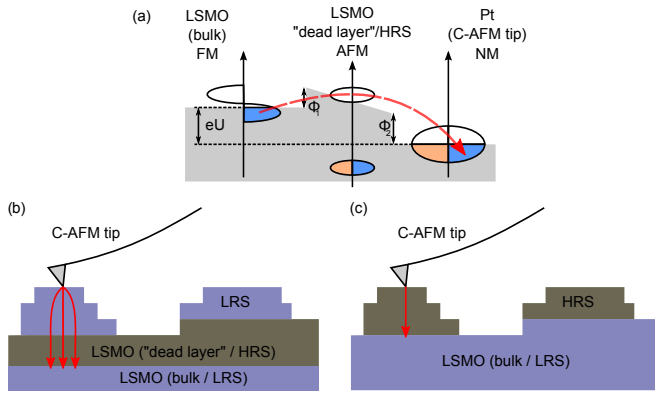 (a)
LSMO
(bulk)
FM
LSMO
"dead layer"/HRS
AFM
Pt
(C-AFM tip)
NM
eU
Φ1
Φ2
(b)
C-AFM tip
LRS
LSMO ("dead layer" / HRS)
LSMO (bulk / LRS)
(c)
C-AFM tip
HRS
LSMO (bulk / LRS)